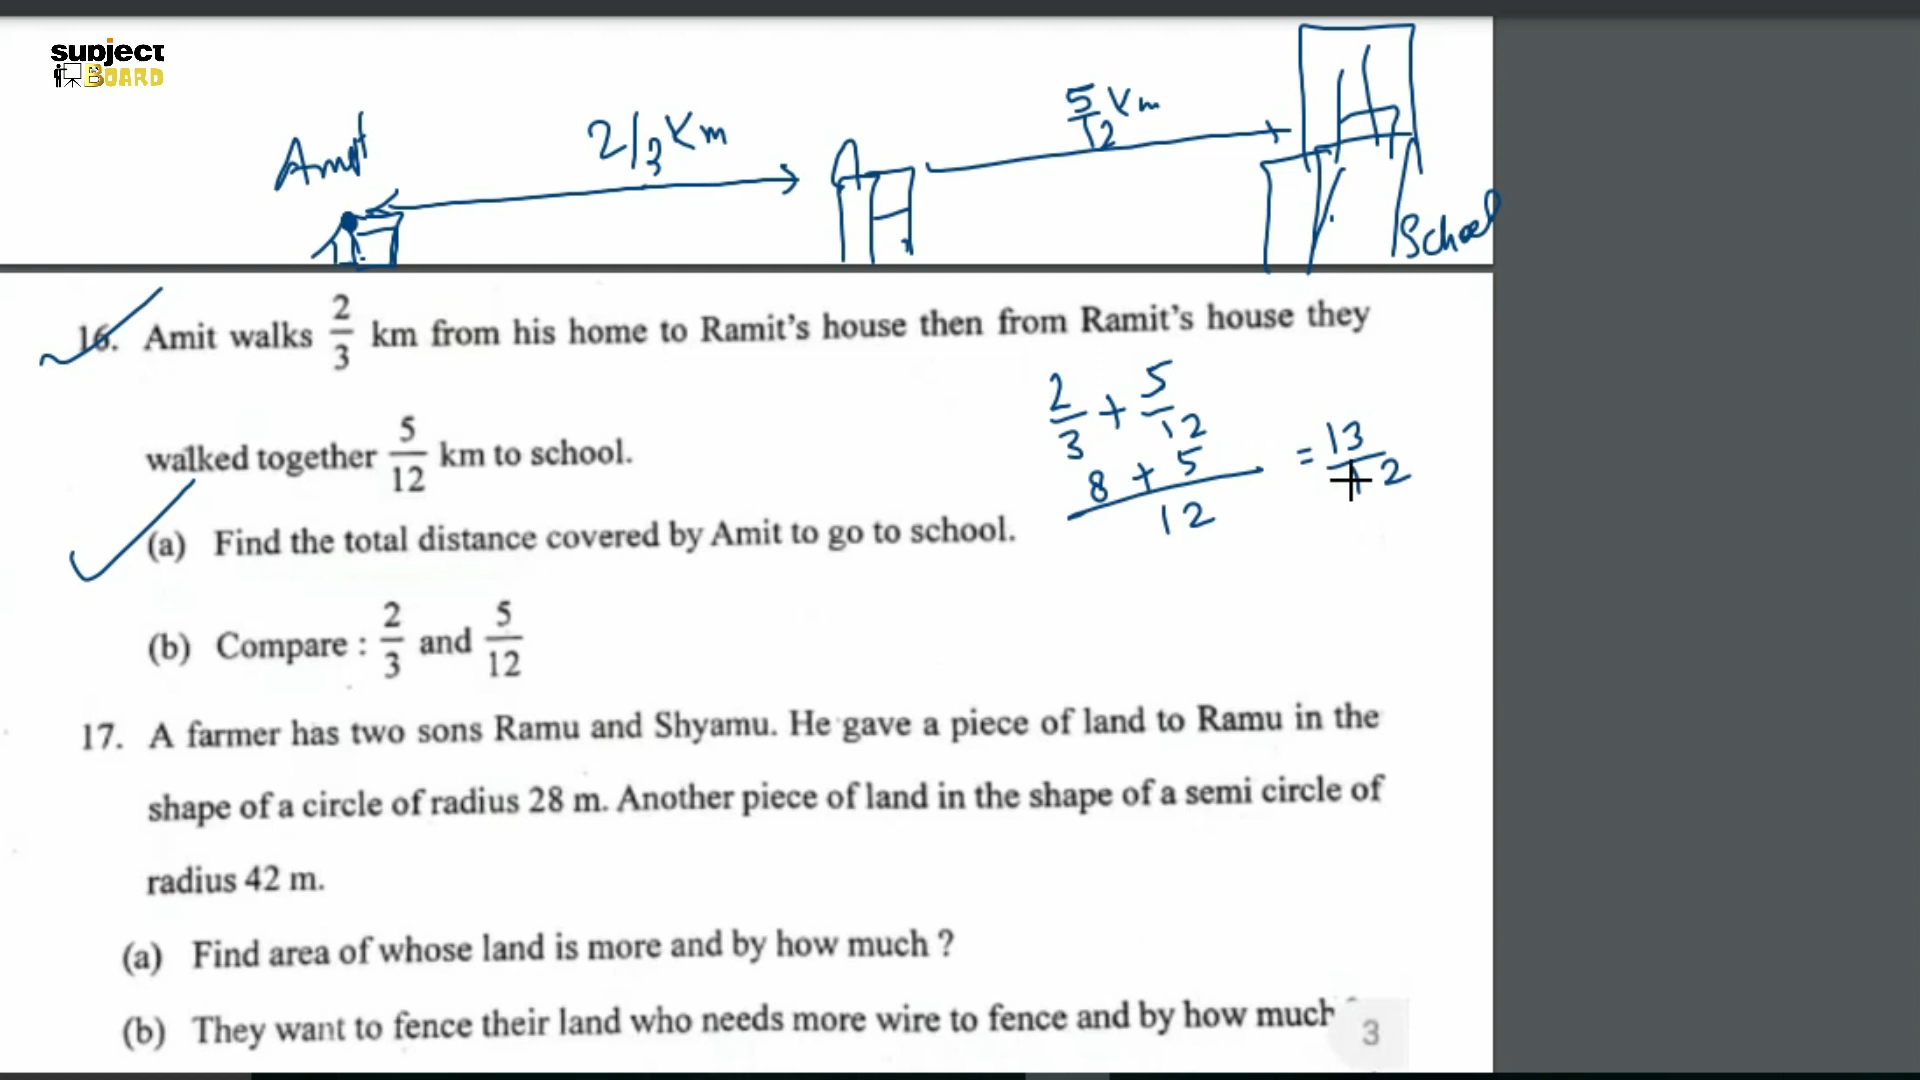 subject
BOARD
Amit
2/3 Km
5/12 Km
School
16. Amit walks 2/3 km from his home to Ramit's house then from Ramit's house they
walked together 5/12 km to school.
2/3 + 5/12
8 + 5 / 12 = 13/12
(a) Find the total distance covered by Amit to go to school.
(b) Compare : 2/3 and 5/12
17. A farmer has two sons Ramu and Shyamu. He gave a piece of land to Ramu in the
shape of a circle of radius 28 m. Another piece of land in the shape of a semi circle of
radius 42 m.
(a) Find area of whose land is more and by how much ?
(b) They want to fence their land who needs more wire to fence and by how much
3